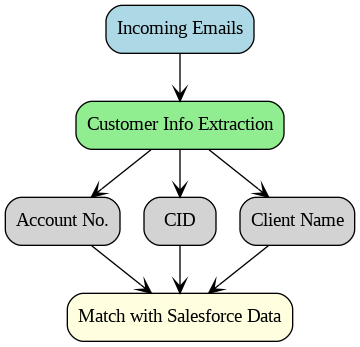 Incoming Emails
Customer Info Extraction
Account No.
CID
Client Name
Match with Salesforce Data